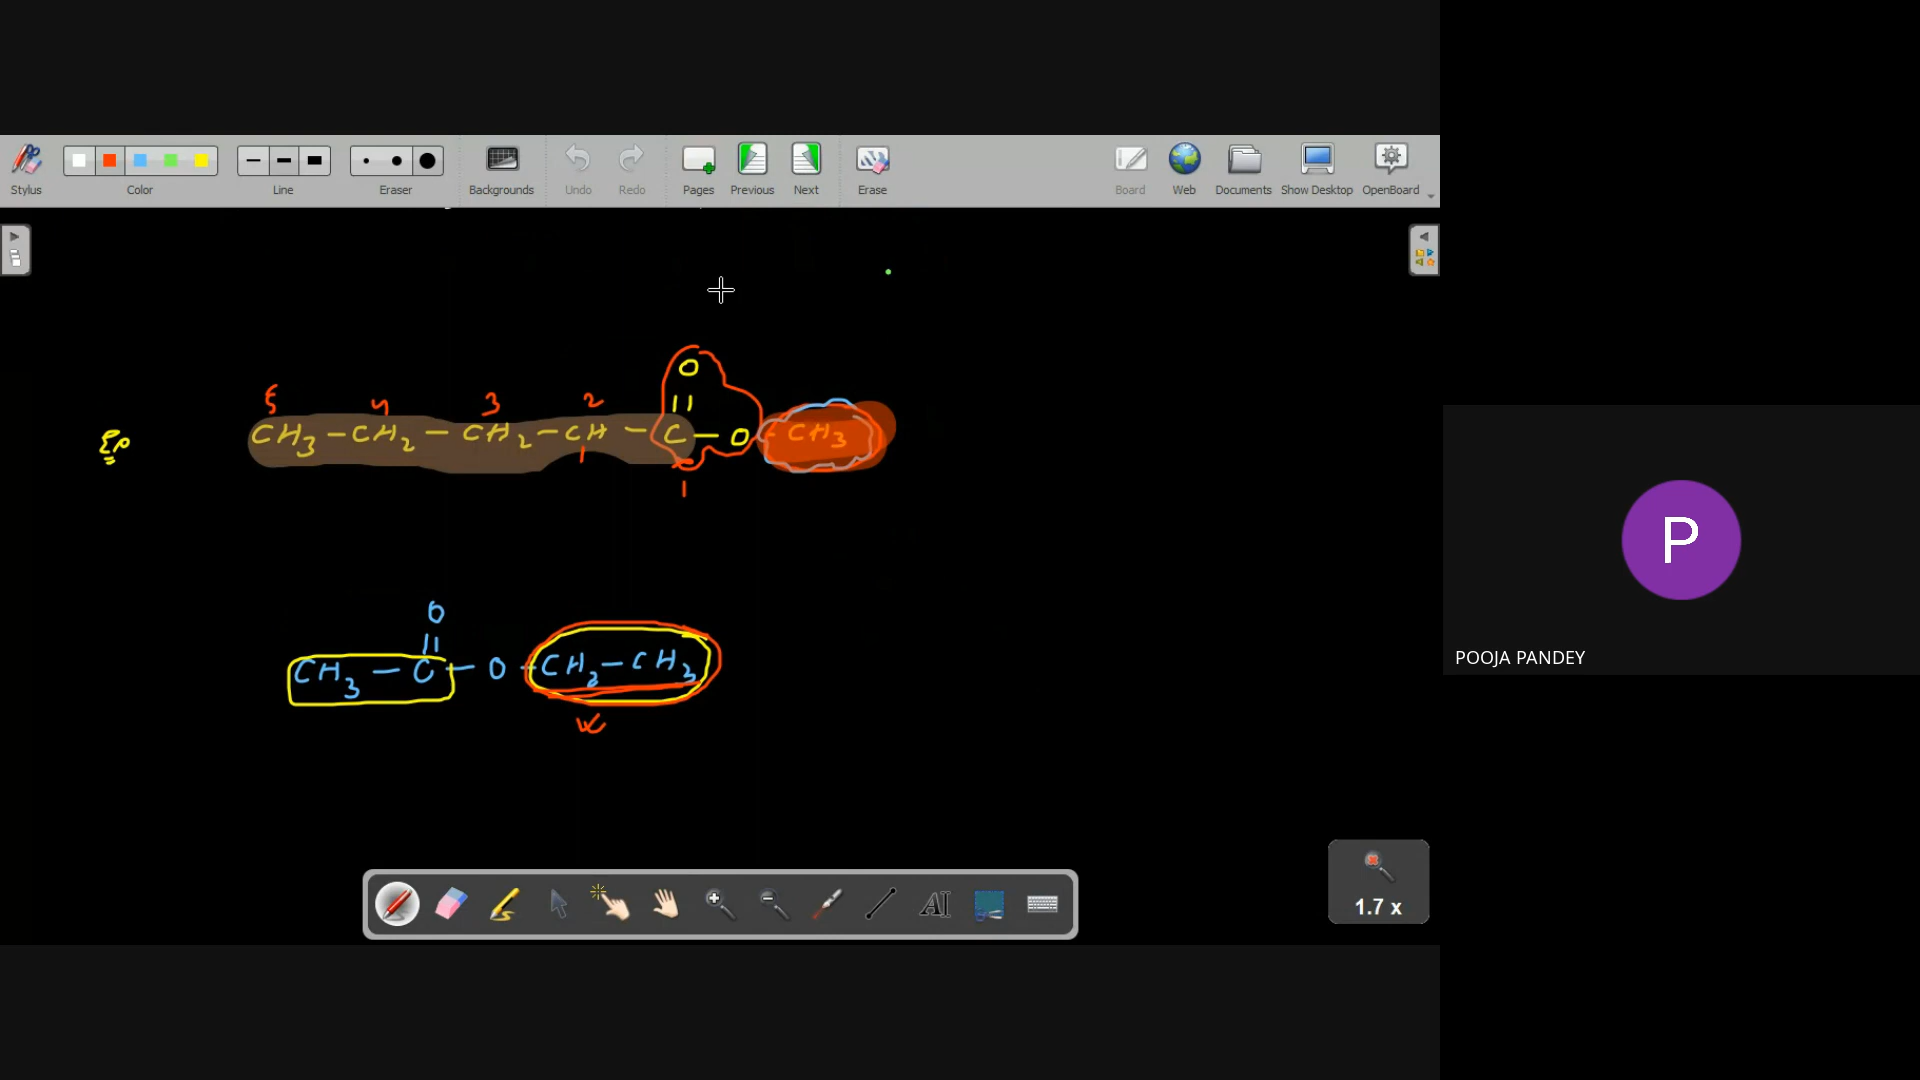 Stylus Color Line Eraser Backgrounds Undo Redo Pages Previous Next Erase Board Web Documents Show Desktop OpenBoard
O
5 4 3 2 ||
CH3 – CH2 – CH2 – CH – C – O – CH3
1
O
||
CH3 – C – O – CH2 – CH3
P
POOJA PANDEY
AI
1.7 x